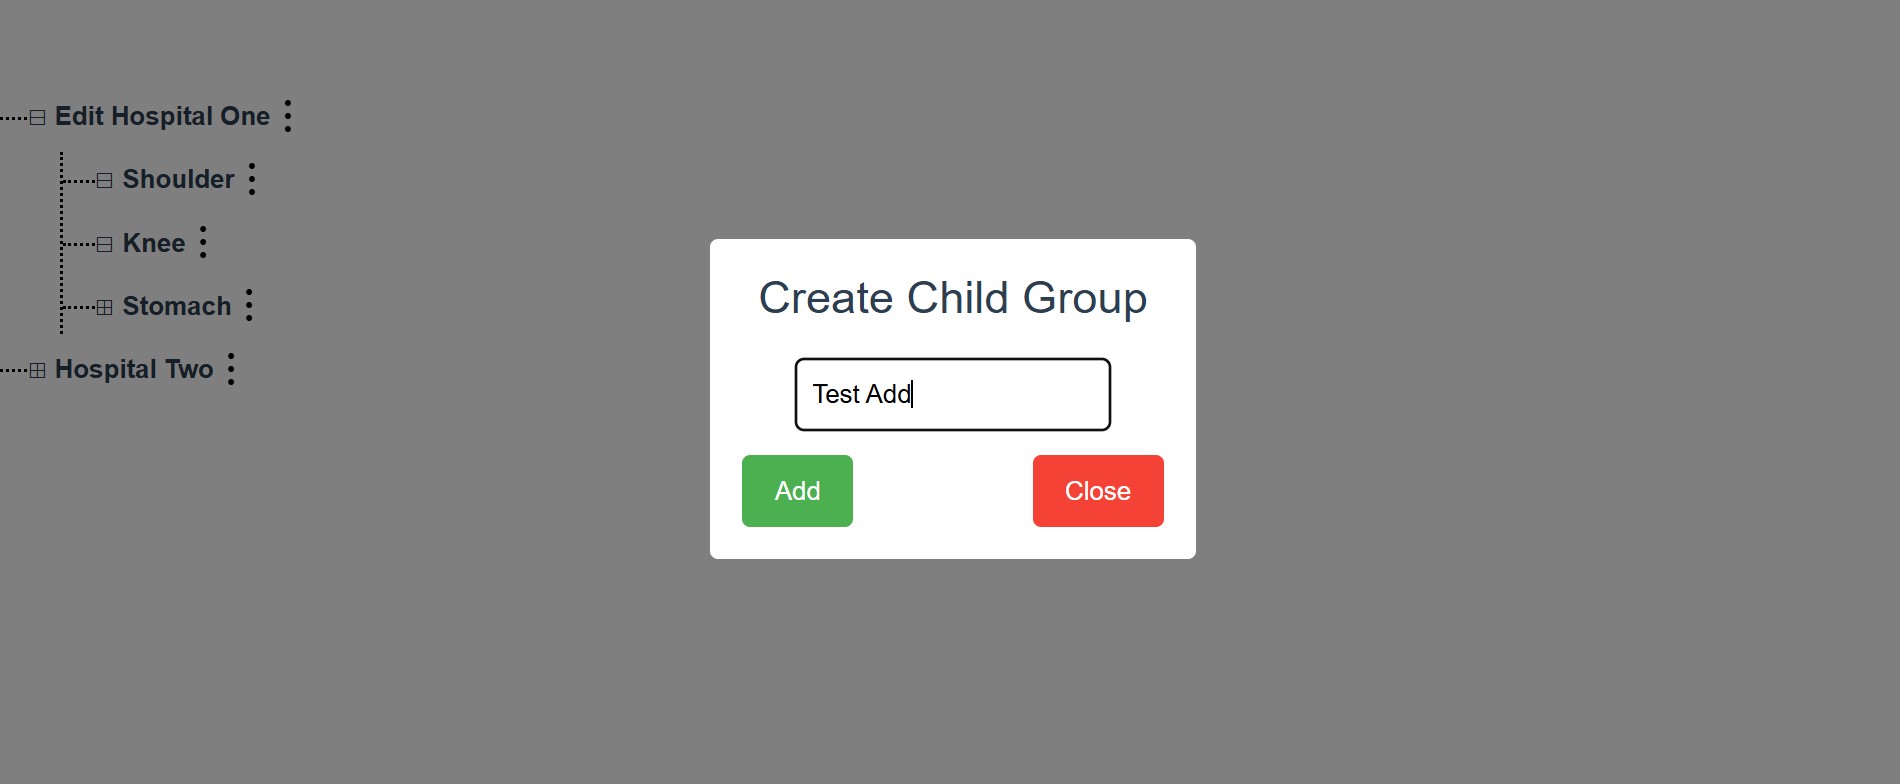 Edit Hospital One
Shoulder
Knee
Stomach
Hospital Two
Create Child Group
Test Add
Add
Close